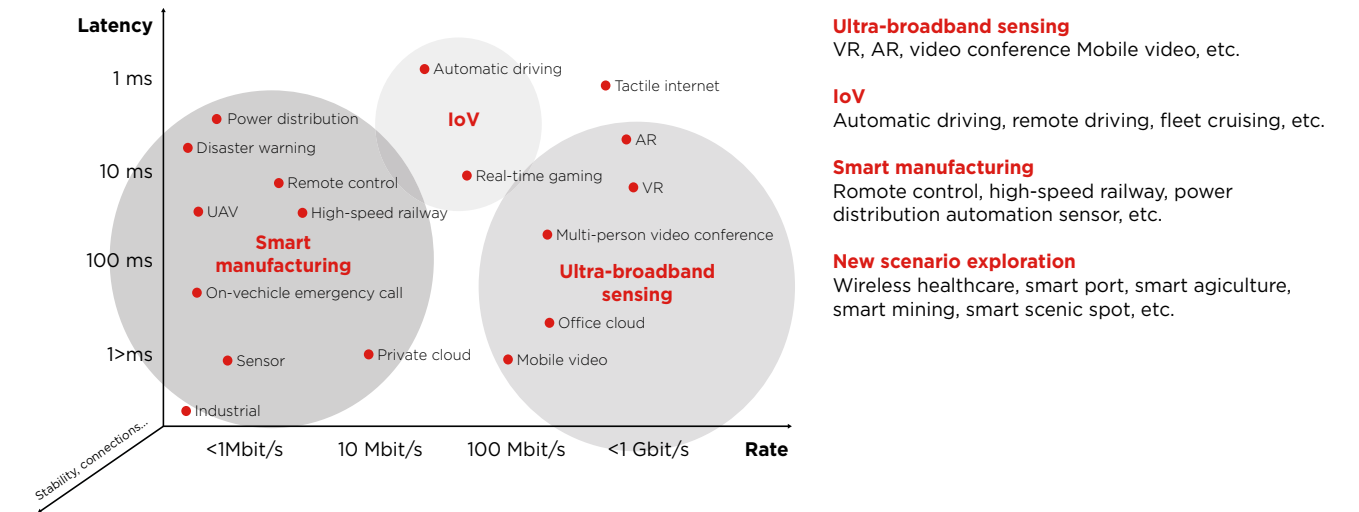 Latency
1 ms
10 ms
100 ms
1>ms
Automatic driving
Tactile internet
IoV
Power distribution
Disaster warning
AR
Real-time gaming
Remote control
VR
UAV
High-speed railway
Multi-person video conference
Smart
manufacturing
Ultra-broadband
sensing
On-vechicle emergency call
Office cloud
Sensor
Private cloud
Mobile video
Industrial
Stability, connections...
<1Mbit/s
10 Mbit/s
100 Mbit/s
<1 Gbit/s
Rate
Ultra-broadband sensing
VR, AR, video conference Mobile video, etc.
IoV
Automatic driving, remote driving, fleet cruising, etc.
Smart manufacturing
Romote control, high-speed railway, power
distribution automation sensor, etc.
New scenario exploration
Wireless healthcare, smart port, smart agiculture,
smart mining, smart scenic spot, etc.